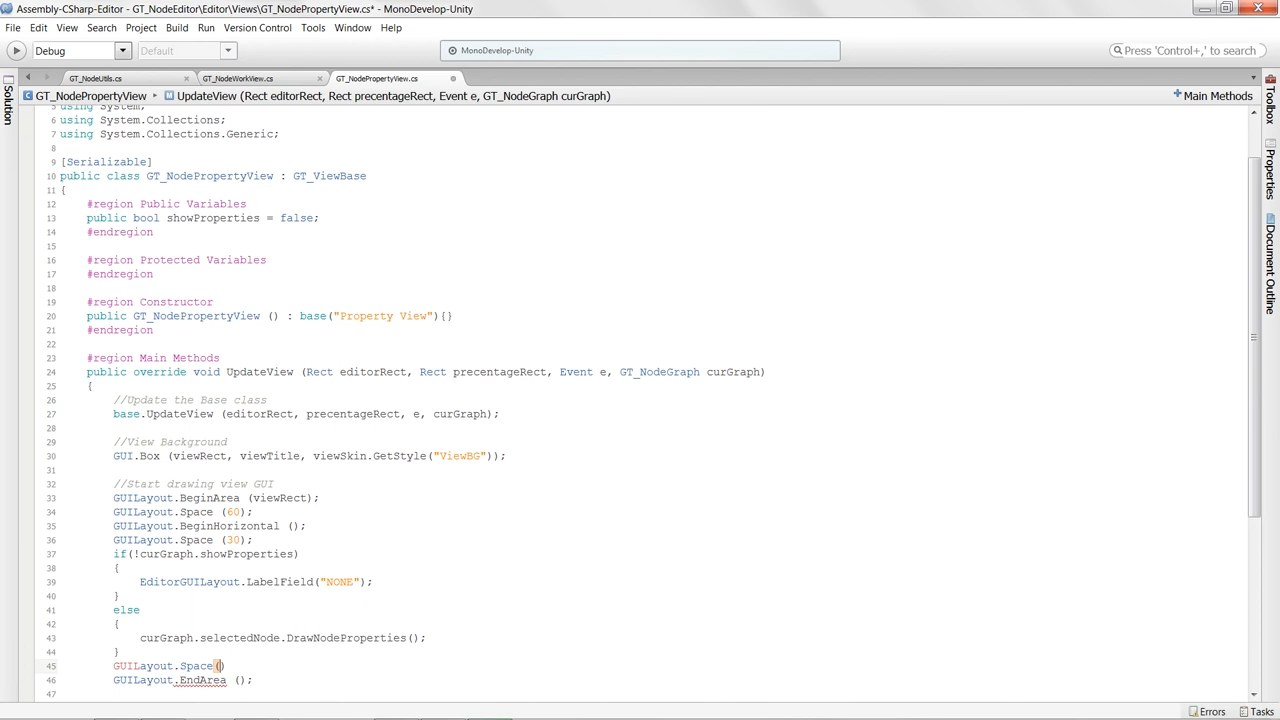 Assembly-CSharp-Editor - GT_NodeEditor\Editor\Views\GT_NodePropertyView.cs* - MonoDevelop-Unity
File Edit View Search Project Build Run Version Control Tools Window Help
Debug Default MonoDevelop-Unity Press 'Control+,' to search
GT_NodeUtils.cs GT_NodeWorkView.cs GT_NodePropertyView.cs
GT_NodePropertyView UpdateView (Rect editorRect, Rect precentageRect, Event e, GT_NodeGraph curGraph) Main Methods
Solution
Toolbox
Properties
Document Outline
5 using System;
6 using System.Collections;
7 using System.Collections.Generic;
8
9 [Serializable]
10 public class GT_NodePropertyView : GT_ViewBase
11 {
12 #region Public Variables
13 public bool showProperties = false;
14 #endregion
15
16 #region Protected Variables
17 #endregion
18
19 #region Constructor
20 public GT_NodePropertyView () : base("Property View"){}
21 #endregion
22
23 #region Main Methods
24 public override void UpdateView (Rect editorRect, Rect precentageRect, Event e, GT_NodeGraph curGraph)
25 {
26 //Update the Base class
27 base.UpdateView (editorRect, precentageRect, e, curGraph);
28
29 //View Background
30 GUI.Box (viewRect, viewTitle, viewSkin.GetStyle("ViewBG"));
31
32 //Start drawing view GUI
33 GUILayout.BeginArea (viewRect);
34 GUILayout.Space (60);
35 GUILayout.BeginHorizontal ();
36 GUILayout.Space (30);
37 if(!curGraph.showProperties)
38 {
39 EditorGUILayout.LabelField("NONE");
40 }
41 else
42 {
43 curGraph.selectedNode.DrawNodeProperties();
44 }
45 GUILayout.Space()
46 GUILayout.EndArea ();
47
Errors Tasks